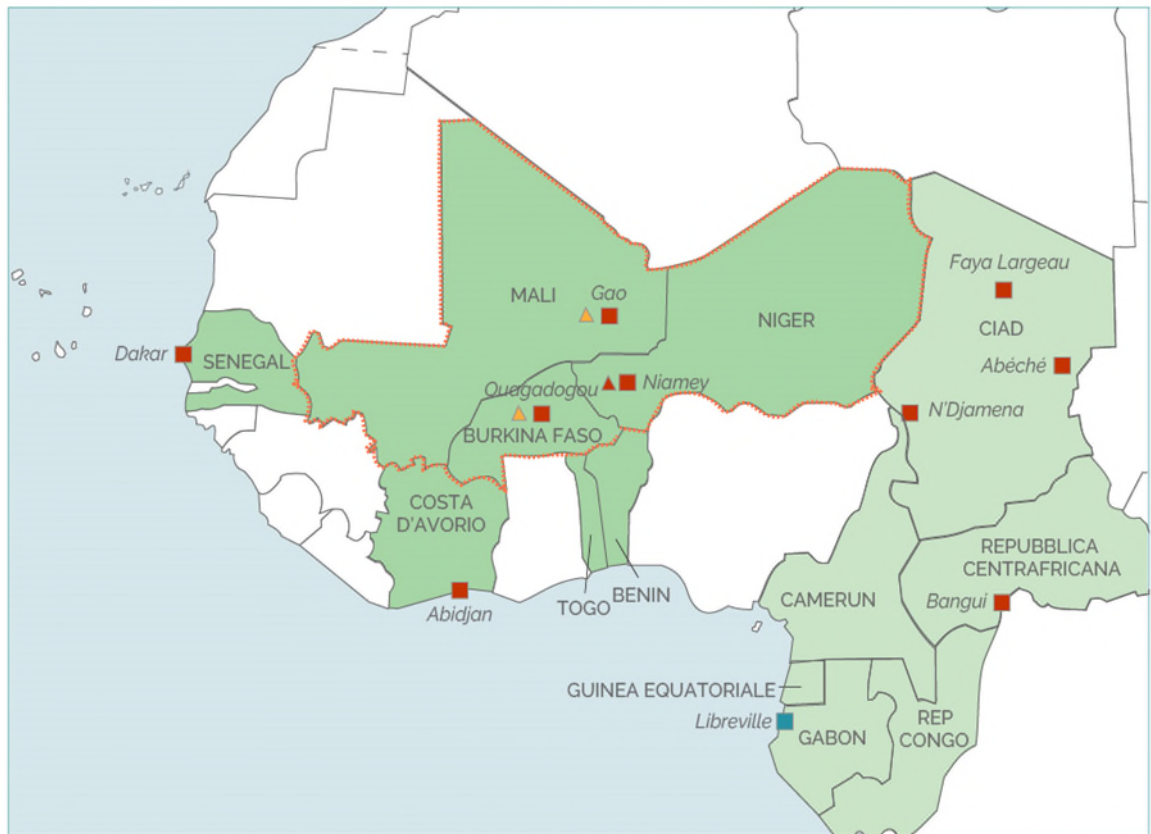 Faya Largeau
MALI
Gao
NIGER
CIAD
Dakar
SENEGAL
Abéché
Ouagadogou
Niamey
N'Djamena
BURKINA FASO
COSTA
D'AVORIO
REPUBBLICA
CENTRAFRICANA
TOGO
BENIN
CAMERUN
Bangui
Abidjan
GUINEA EQUATORIALE
Libreville
GABON
REP
CONGO